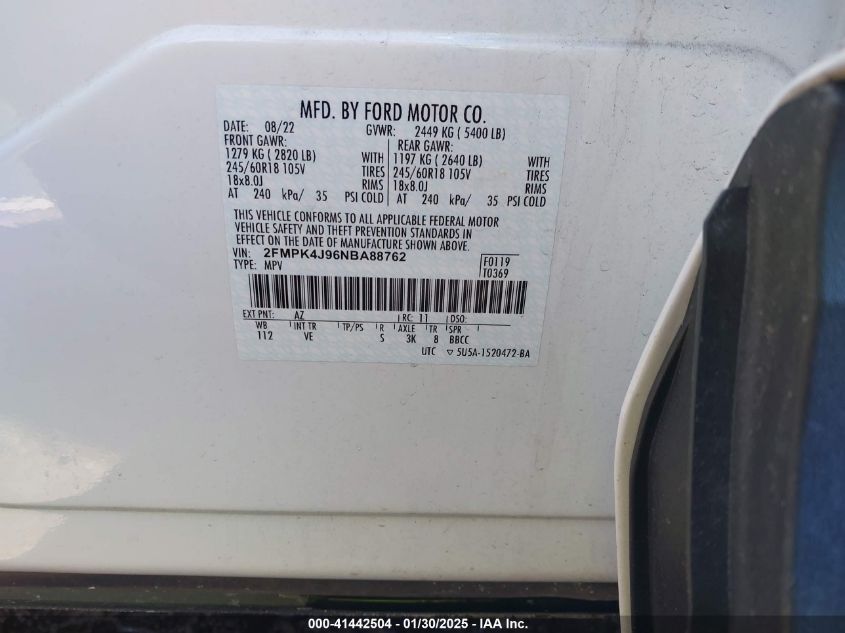 MFD. BY FORD MOTOR CO.
DATE: 08/22 GVWR: 2449 KG ( 5400 LB)
FRONT GAWR: REAR GAWR:
1279 KG ( 2820 LB) WITH 1197 KG ( 2640 LB) WITH
245/60R18 105V TIRES 245/60R18 105V TIRES
18x8.0J RIMS 18x8.0J RIMS
AT 240 kPa/ 35 PSI COLD AT 240 kPa/ 35 PSI COLD
THIS VEHICLE CONFORMS TO ALL APPLICABLE FEDERAL MOTOR
VEHICLE SAFETY AND THEFT PREVENTION STANDARDS IN
EFFECT ON THE DATE OF MANUFACTURE SHOWN ABOVE.
VIN: 2FMPK4J96NBA88762 F0119
TYPE: MPV T0369
EXT PNT: AZ RC: 11 DSO:
WB INT TR TP/PS R AXLE TR SPR
112 VE S 3K 8 BBCC
UTC ▽ 5U5A-1520472-BA
000-41442504 — 01/30/2025 — IAA Inc.